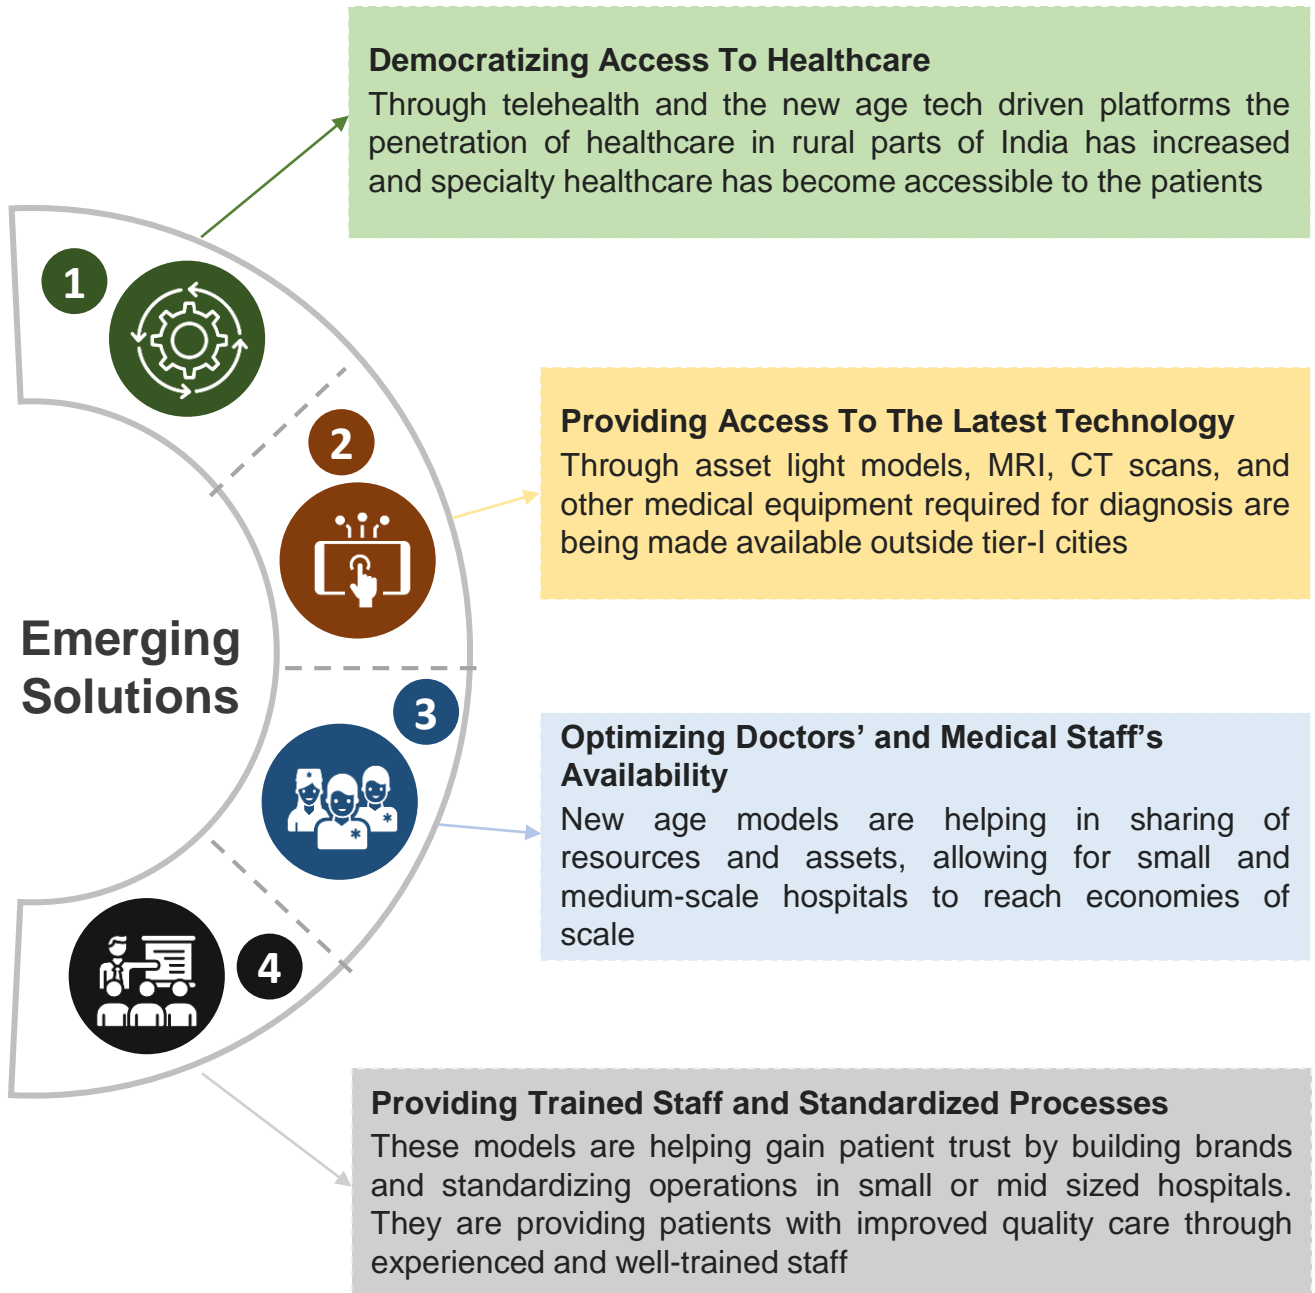 Democratizing Access To Healthcare
Through telehealth and the new age tech driven platforms the
penetration of healthcare in rural parts of India has increased
and specialty healthcare has become accessible to the patients
1
2
Providing Access To The Latest Technology
Through asset light models, MRI, CT scans, and
other medical equipment required for diagnosis are
being made available outside tier-I cities
Emerging
Solutions
3
Optimizing Doctors’ and Medical Staff’s
Availability
New age models are helping in sharing of
resources and assets, allowing for small and
medium-scale hospitals to reach economies of
scale
4
Providing Trained Staff and Standardized Processes
These models are helping gain patient trust by building brands
and standardizing operations in small or mid sized hospitals.
They are providing patients with improved quality care through
experienced and well-trained staff